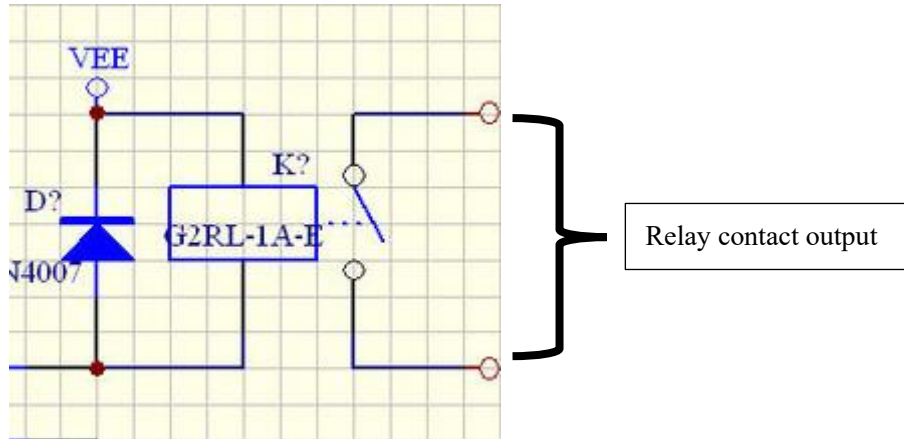 VEE
K?
D?
G2RL-1A-E
N4007
Relay contact output